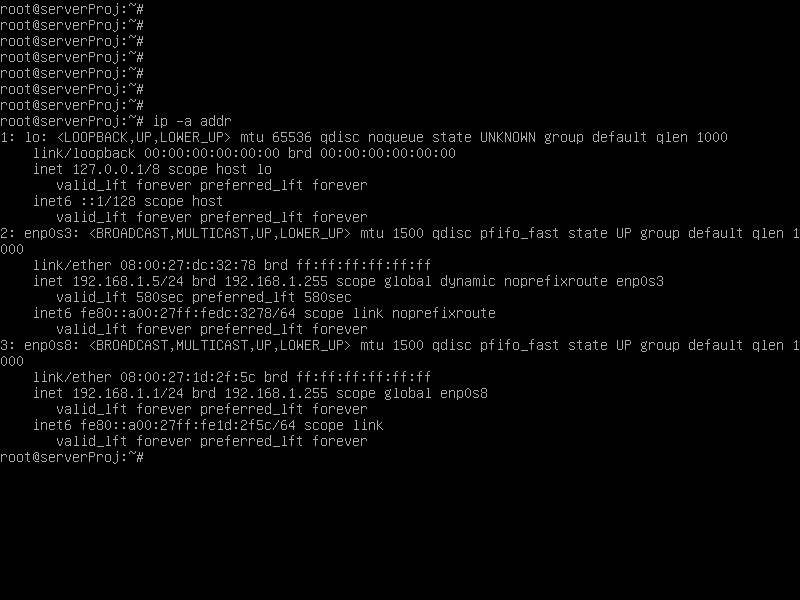 root@serverProj:~#
root@serverProj:~#
root@serverProj:~#
root@serverProj:~#
root@serverProj:~#
root@serverProj:~#
root@serverProj:~#
root@serverProj:~# ip -a addr
1: lo: <LOOPBACK,UP,LOWER_UP> mtu 65536 qdisc noqueue state UNKNOWN group default qlen 1000
    link/loopback 00:00:00:00:00:00 brd 00:00:00:00:00:00
    inet 127.0.0.1/8 scope host lo
       valid_lft forever preferred_lft forever
    inet6 ::1/128 scope host
       valid_lft forever preferred_lft forever
2: enp0s3: <BROADCAST,MULTICAST,UP,LOWER_UP> mtu 1500 qdisc pfifo_fast state UP group default qlen 1
000
    link/ether 08:00:27:dc:32:78 brd ff:ff:ff:ff:ff:ff
    inet 192.168.1.5/24 brd 192.168.1.255 scope global dynamic noprefixroute enp0s3
       valid_lft 580sec preferred_lft 580sec
    inet6 fe80::a00:27ff:fedc:3278/64 scope link noprefixroute
       valid_lft forever preferred_lft forever
3: enp0s8: <BROADCAST,MULTICAST,UP,LOWER_UP> mtu 1500 qdisc pfifo_fast state UP group default qlen 1
000
    link/ether 08:00:27:1d:2f:5c brd ff:ff:ff:ff:ff:ff
    inet 192.168.1.1/24 brd 192.168.1.255 scope global enp0s8
       valid_lft forever preferred_lft forever
    inet6 fe80::a00:27ff:fe1d:2f5c/64 scope link
       valid_lft forever preferred_lft forever
root@serverProj:~#